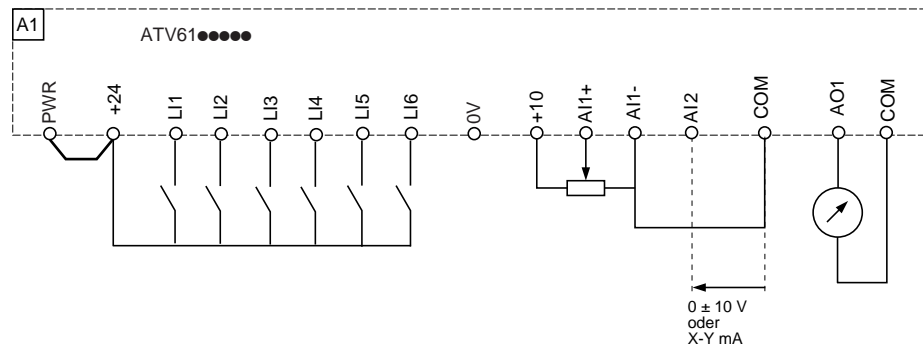 A1
ATV61●●●●●
PWR
+24
LI1
LI2
LI3
LI4
LI5
LI6
0V
+10
AI1+
AI1-
AI2
COM
AO1
COM
0 ± 10 V
oder
X-Y mA